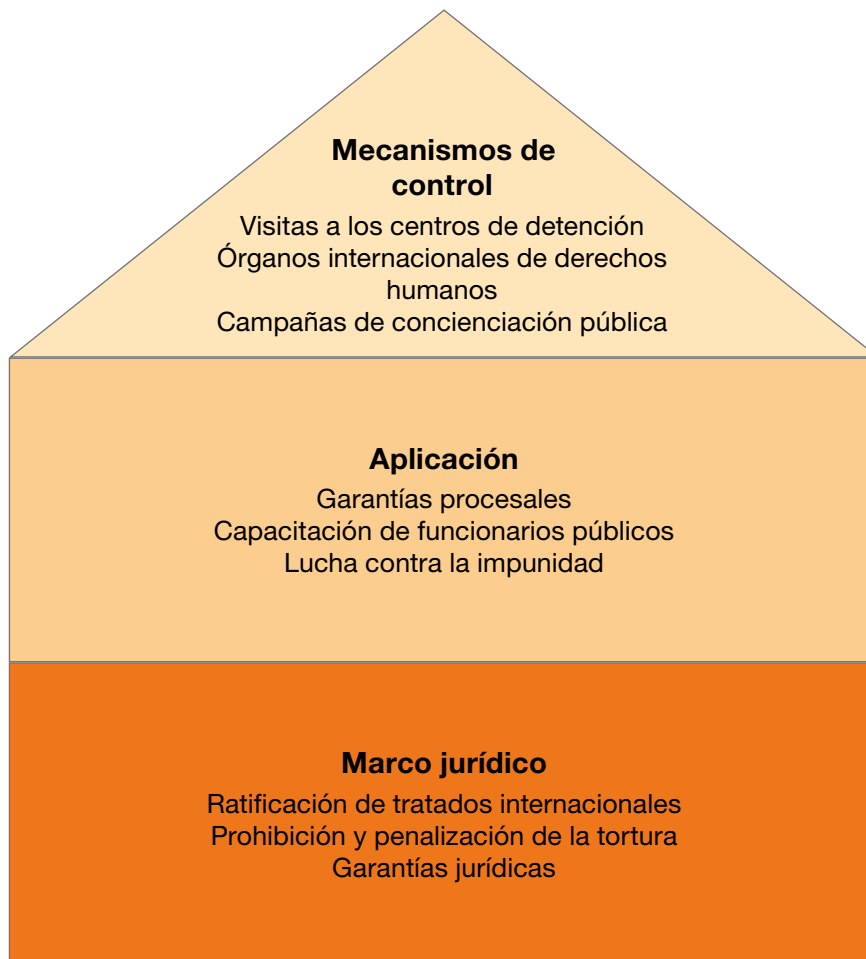 Mecanismos de
control
Visitas a los centros de detención
Órganos internacionales de derechos
humanos
Campañas de concienciación pública
Aplicación
Garantías procesales
Capacitación de funcionarios públicos
Lucha contra la impunidad
Marco jurídico
Ratificación de tratados internacionales
Prohibición y penalización de la tortura
Garantías jurídicas